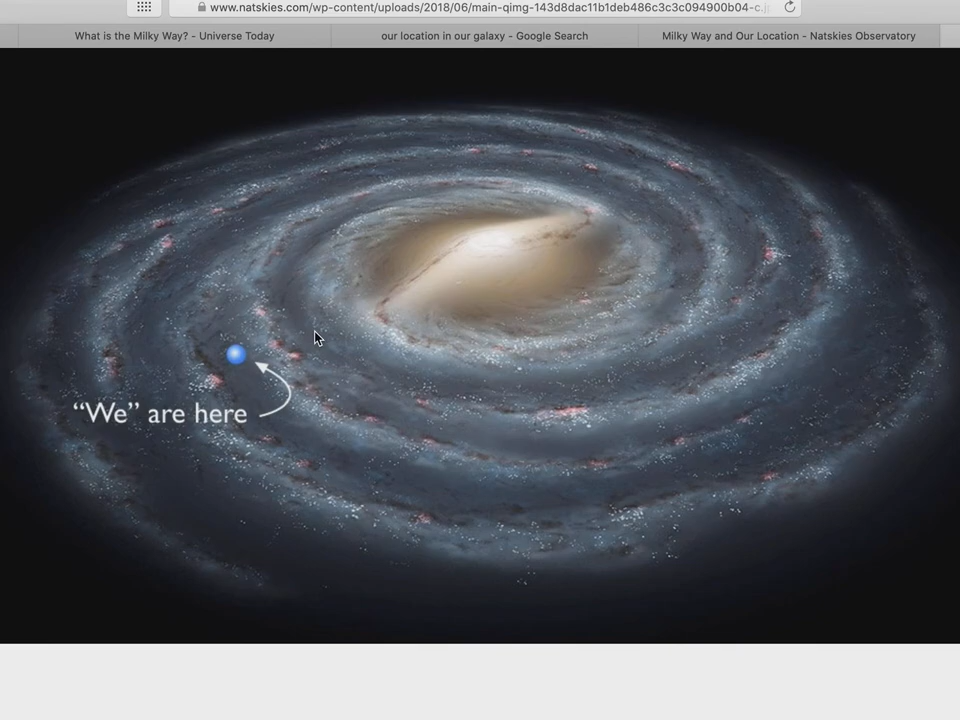 www.natskies.com/wp-content/uploads/2018/06/main-qimg-143d8dac11b1deb486c3c3c094900b04-c.j
What is the Milky Way? - Universe Today
our location in our galaxy - Google Search
Milky Way and Our Location - Natskies Observatory
“We” are here